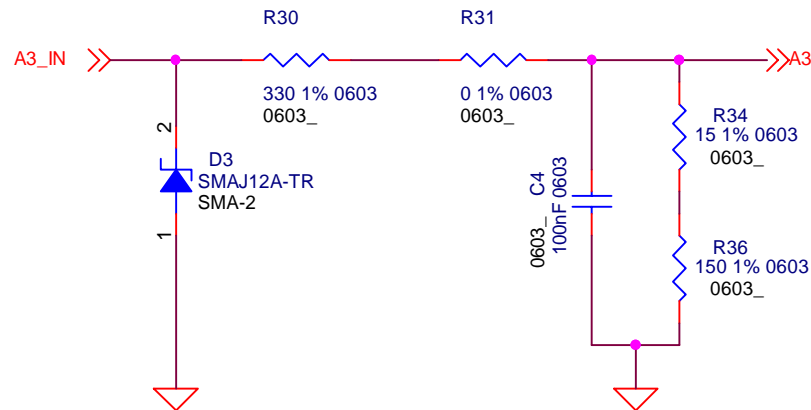 R30
R31
A3_IN
A3
330 1% 0603
0603_
0 1% 0603
0603_
R34
15 1% 0603
0603_
2
D3
SMAJ12A-TR
SMA-2
1
C4
0603_
100nF 0603
R36
150 1% 0603
0603_